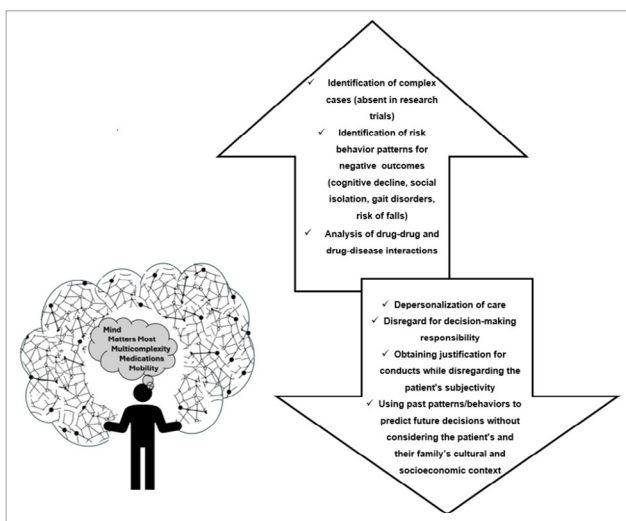 ✓ Identification of complex
cases (absent in research
trials)
✓ Identification of risk
behavior patterns for
negative outcomes
(cognitive decline, social
isolation, gait disorders,
risk of falls)
✓ Analysis of drug-drug and
drug-disease interactions
Mind
Matters Most
Multicomplexity
Medications
Mobility
✓ Depersonalization of care
✓ Disregard for decision-making
responsibility
✓ Obtaining justification for
conducts while disregarding the
patient's subjectivity
✓ Using past patterns/behaviors to
predict future decisions without
considering the patient's and
their family's cultural and
socioeconomic context